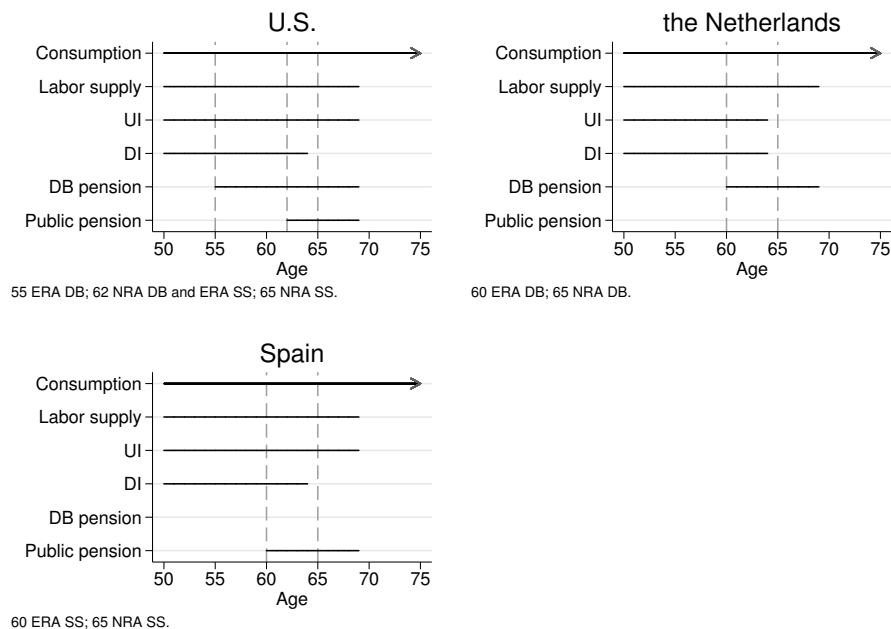 U.S.
Consumption
Labor supply
UI
DI
DB pension
Public pension
50 55 60 65 70 75
Age
55 ERA DB; 62 NRA DB and ERA SS; 65 NRA SS.
the Netherlands
Consumption
Labor supply
UI
DI
DB pension
Public pension
50 55 60 65 70 75
Age
60 ERA DB; 65 NRA DB.
Spain
Consumption
Labor supply
UI
DI
DB pension
Public pension
50 55 60 65 70 75
Age
60 ERA SS; 65 NRA SS.